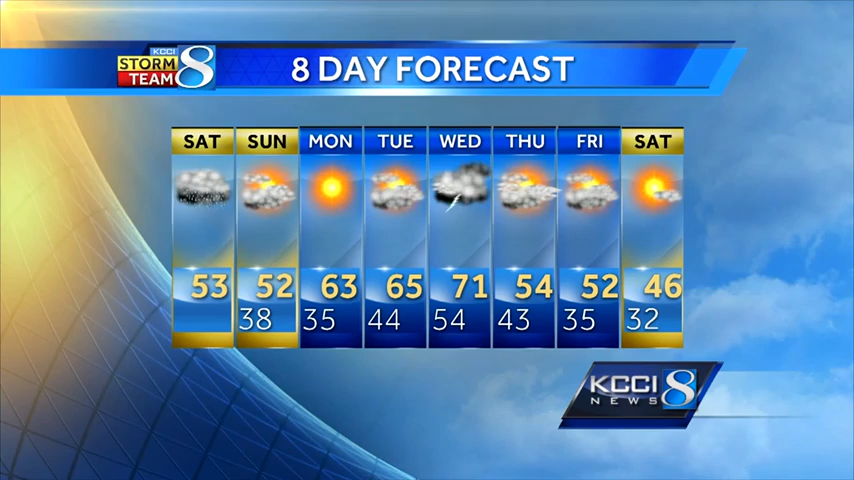 KCCI
STORM
TEAM 8
8 DAY FORECAST
SAT SUN MON TUE WED THU FRI SAT
53 52 63 65 71 54 52 46
38 35 44 54 43 35 32
KCCI 8
NEWS